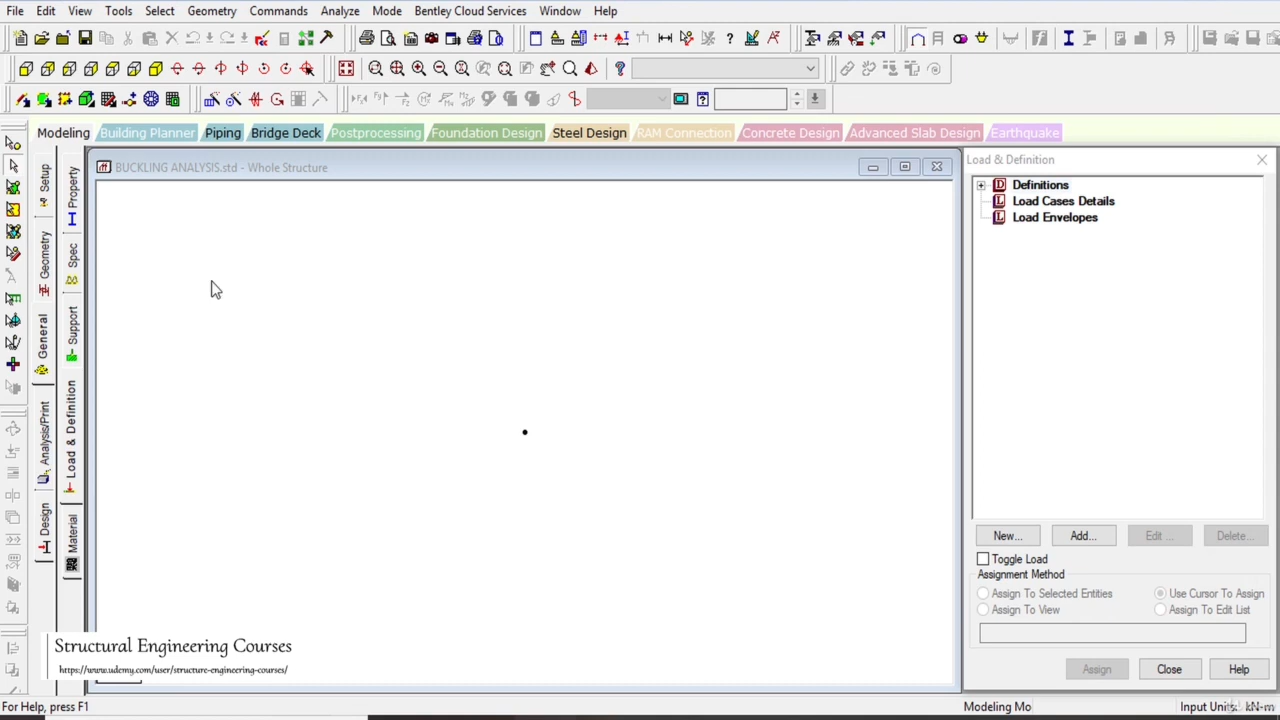 File Edit View Tools Select Geometry Commands Analyze Mode Bentley Cloud Services Window Help
Modeling Building Planner Piping Bridge Deck Postprocessing Foundation Design Steel Design RAM Connection Concrete Design Advanced Slab Design Earthquake
Setup
Geometry
General
Analysis/Print
Design
Property
Spec
Support
Load & Definition
Material
BUCKLING ANALYSIS.std - Whole Structure
Load & Definition
Definitions
Load Cases Details
Load Envelopes
New... Add... Edit ... Delete...
Toggle Load
Assignment Method
Assign To Selected Entities Use Cursor To Assign
Assign To View Assign To Edit List
Assign Close Help
Structural Engineering Courses
https://www.udemy.com/user/structure-engineering-courses/
For Help, press F1 Modeling Mo Input Units: kN-m